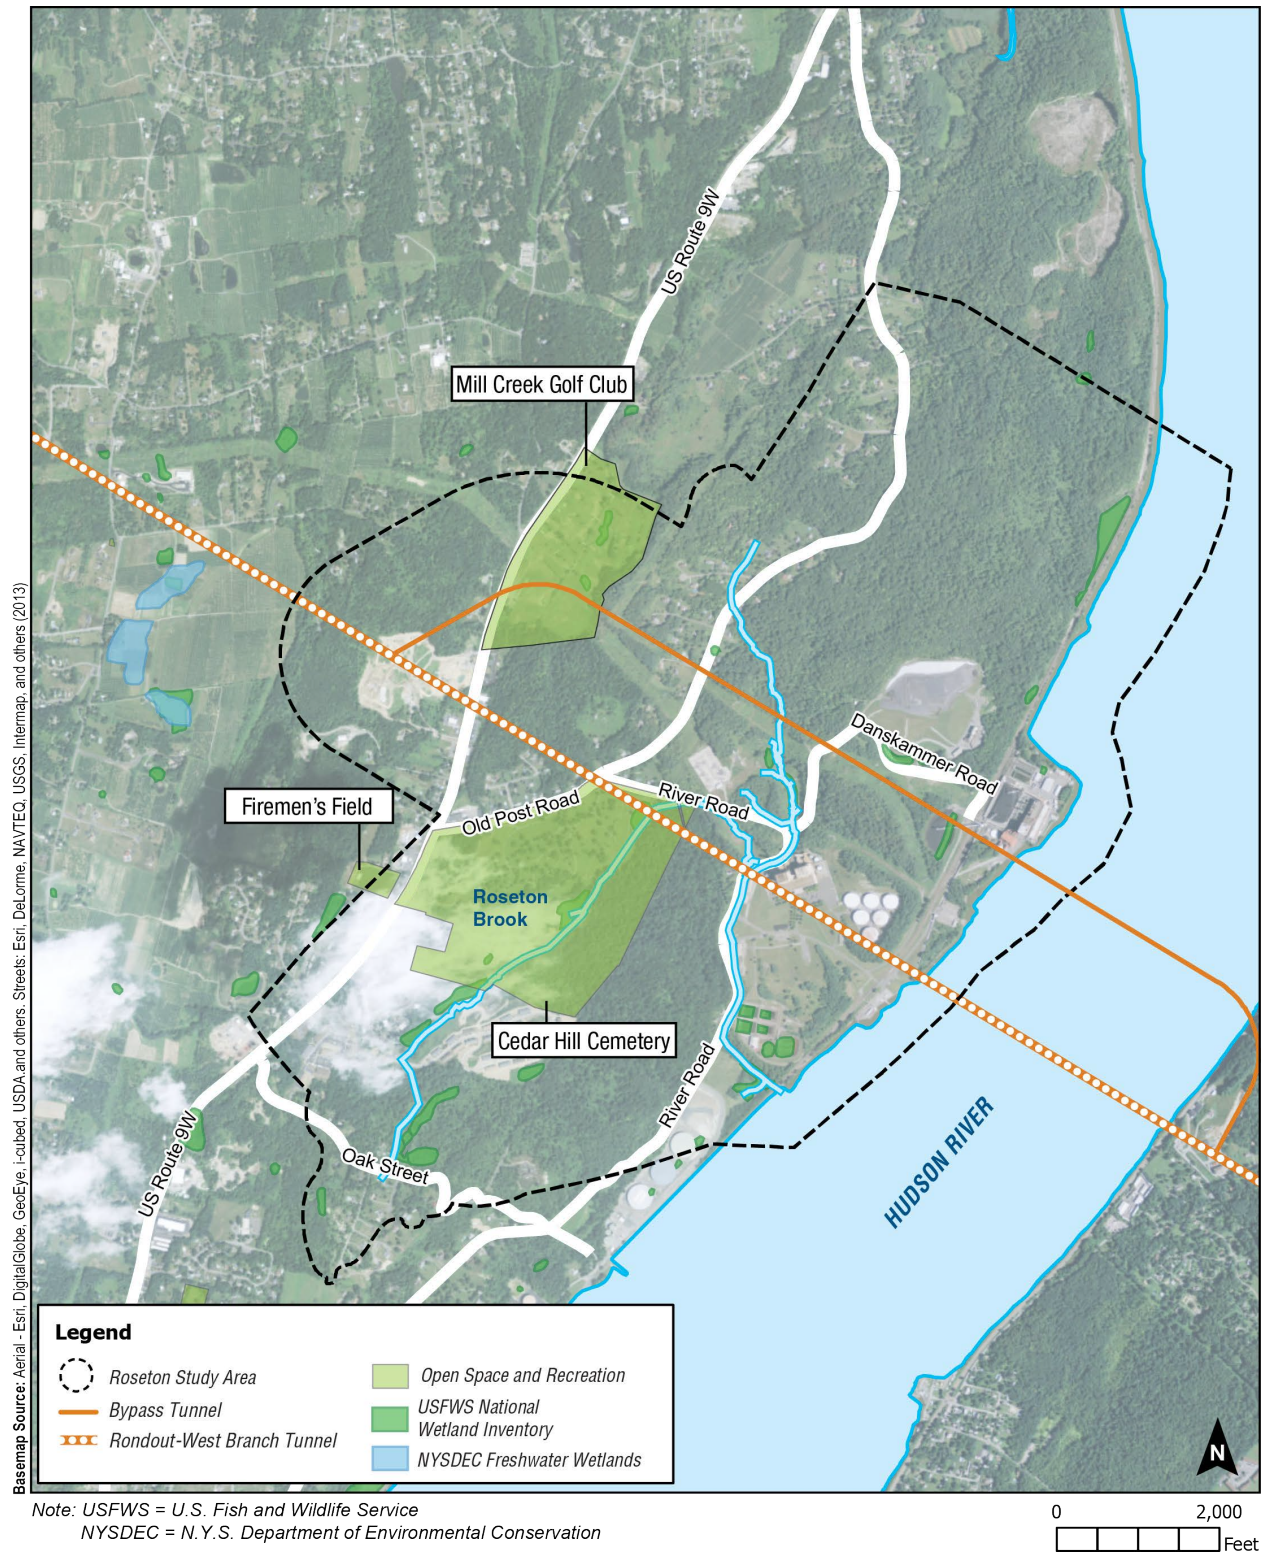 US Route 9W
Mill Creek Golf Club
Danskammer Road
Firemen's Field
Old Post Road
River Road
Roseton
Brook
Cedar Hill Cemetery
River Road
HUDSON RIVER
US Route 9W
Oak Street
Legend
Roseton Study Area
Bypass Tunnel
Rondout-West Branch Tunnel
Open Space and Recreation
USFWS National
Wetland Inventory
NYSDEC Freshwater Wetlands
N
Basemap Source: Aerial - Esri, DigitalGlobe, GeoEye, i-cubed, USDA and others. Streets: Esri, DeLorme, NAVTEQ, USGS, Intermap, and others (2013)
Note: USFWS = U.S. Fish and Wildlife Service
NYSDEC = N.Y.S. Department of Environmental Conservation
0 2,000
Feet